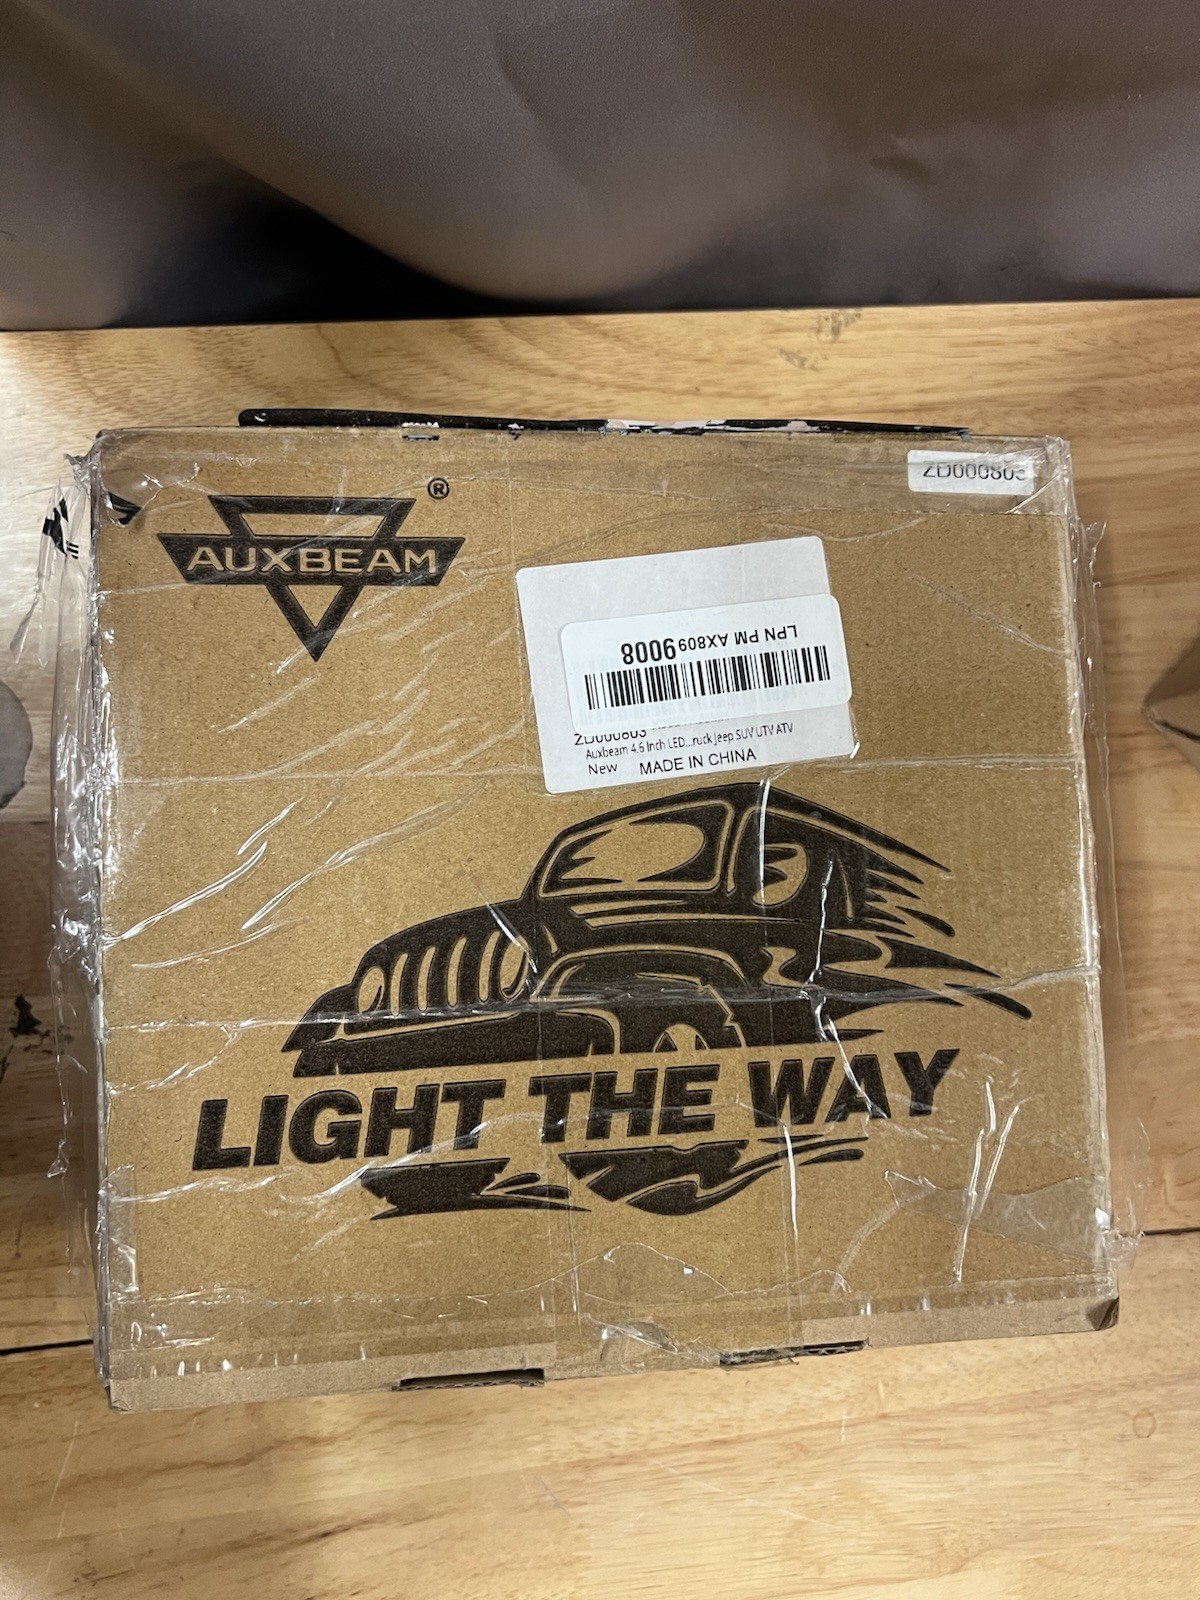 ®
AUXBEAM
ZD000803
LPN PM AX8099008
ZD000803
Auxbeam 4.6 Inch LED...ruck Jeep SUV UTV ATV
New MADE IN CHINA
LIGHT THE WAY